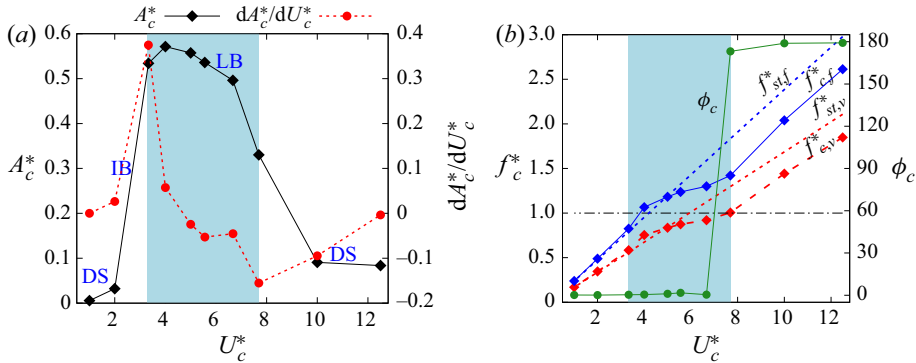 A*c dA*c/dU*c
(a) 0.6 0.4 (b) 3.0 180
0.5 0.3 2.5 150
0.4 0.2 2.0 120
0.3 0.1 1.5 90
0.2 0 1.0 60
0.1 −0.1 0.5 30
0 −0.2 0 0
A*c
dA*c/dU*c
f*c
ϕc
DS IB LB DS
ϕc
f*st,f
f*c,f
f*st,v
f*c,v
2 4 6 8 10 12
2 4 6 8 10 12
U*c
U*c